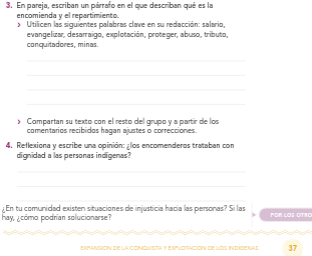 3. En pareja, escriban un párrafo en el que describan qué es la
encomienda y el repartimiento.
› Utilicen las siguientes palabras clave en su redacción: salario,
evangelizar, desarraigo, explotación, proteger, abuso, tributo,
conquitadores, minas.
› Compartan su texto con el resto del grupo y a partir de los
comentarios recibidos hagan ajustes o correcciones.
4. Reflexiona y escribe una opinión: ¿los encomenderos trataban con
dignidad a las personas indígenas?
¿En tu comunidad existen situaciones de injusticia hacia las personas? Si las
hay, ¿cómo podrían solucionarse?
POR LOS OTRO
EXPANSIÓN DE LA CONQUISTA Y EXPLOTACIÓN DE LOS INDÍGENAS 37